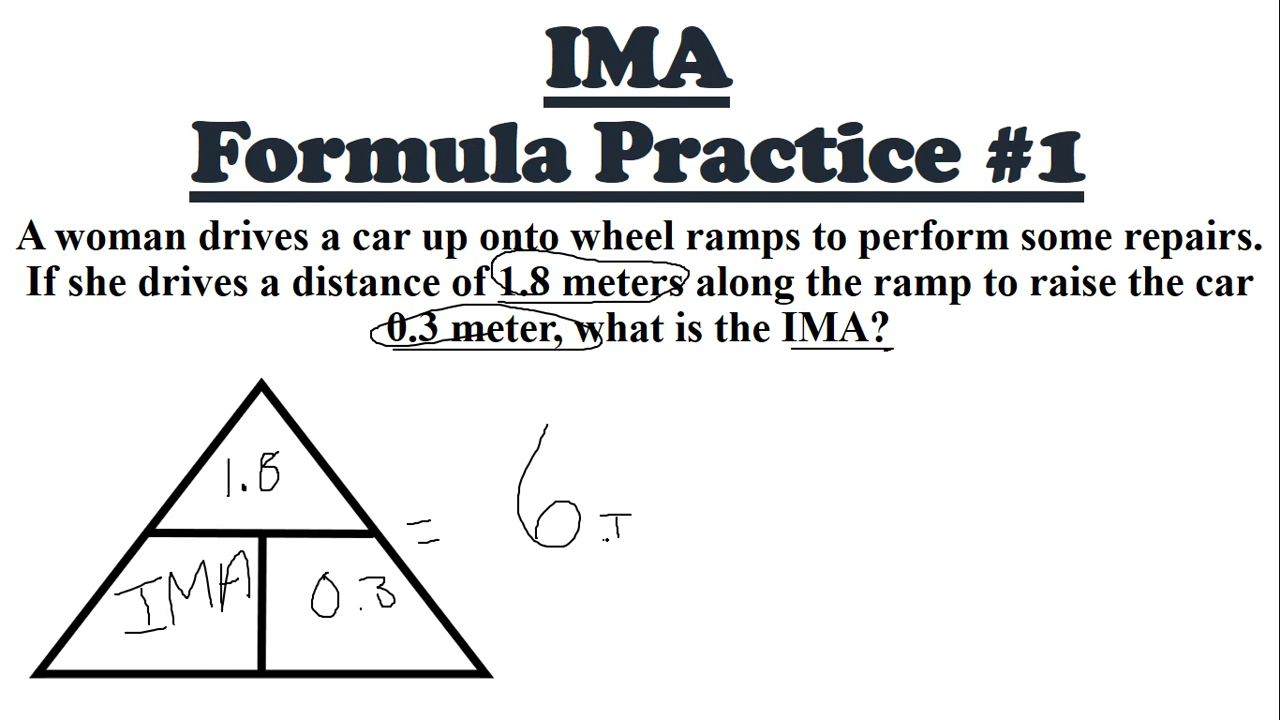 IMA
Formula Practice #1
A woman drives a car up onto wheel ramps to perform some repairs.
If she drives a distance of 1.8 meters along the ramp to raise the car
0.3 meter, what is the IMA?
1.8
= 6
IMA 0.3